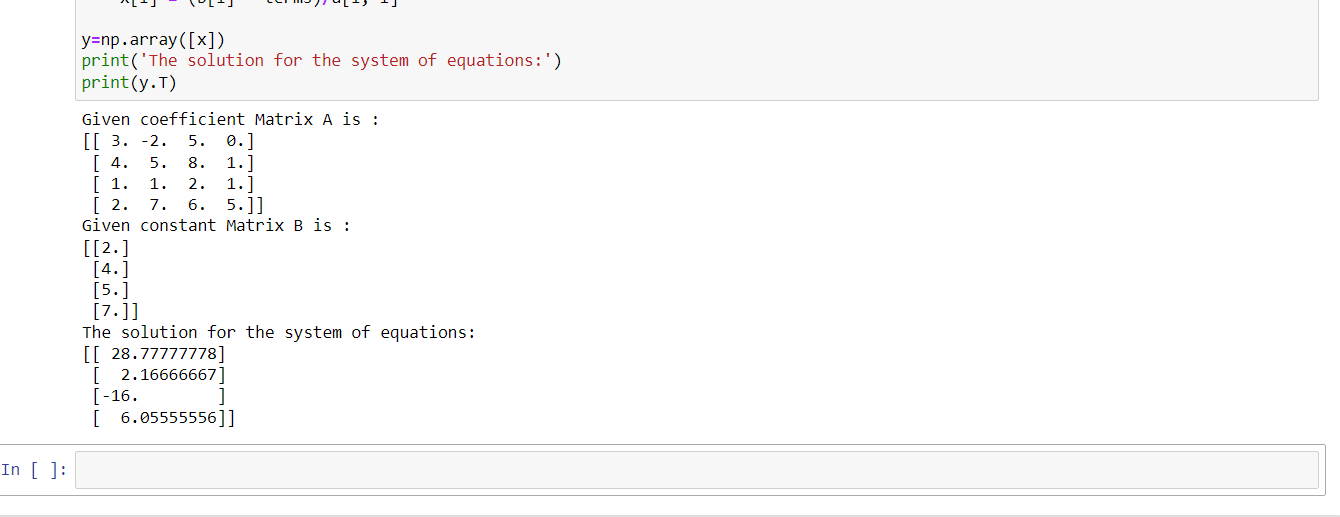 y=np.array([x])
print('The solution for the system of equations:')
print(y.T)
Given coefficient Matrix A is :
[[ 3. -2.  5.  0.]
 [ 4.  5.  8.  1.]
 [ 1.  1.  2.  1.]
 [ 2.  7.  6.  5.]]
Given constant Matrix B is :
[[2.]
 [4.]
 [5.]
 [7.]]
The solution for the system of equations:
[[ 28.77777778]
 [  2.16666667]
 [-16.        ]
 [  6.05555556]]
In [ ]: